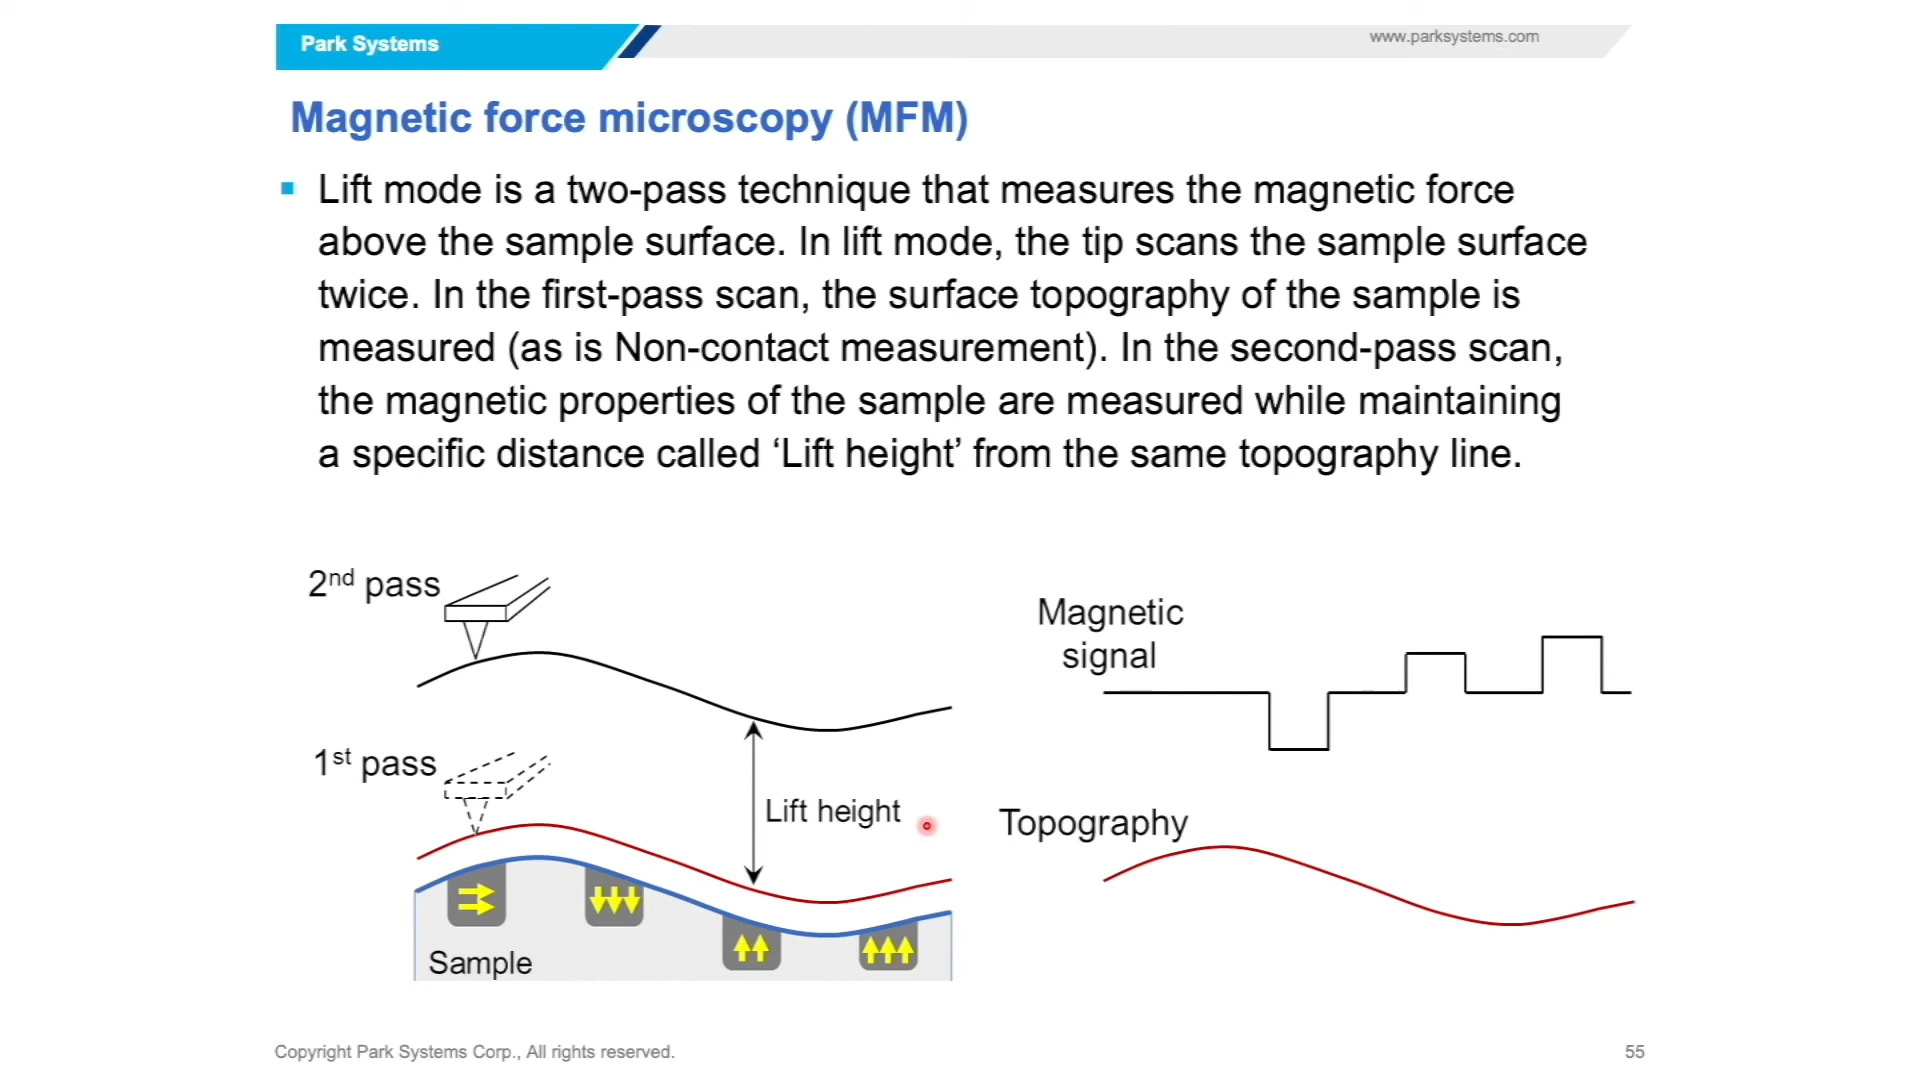 Park Systems
www.parksystems.com
Magnetic force microscopy (MFM)
Lift mode is a two-pass technique that measures the magnetic force
above the sample surface. In lift mode, the tip scans the sample surface
twice. In the first-pass scan, the surface topography of the sample is
measured (as is Non-contact measurement). In the second-pass scan,
the magnetic properties of the sample are measured while maintaining
a specific distance called ‘Lift height’ from the same topography line.
2nd pass
1st pass
Lift height
Sample
Magnetic
signal
Topography
Copyright Park Systems Corp., All rights reserved.
55